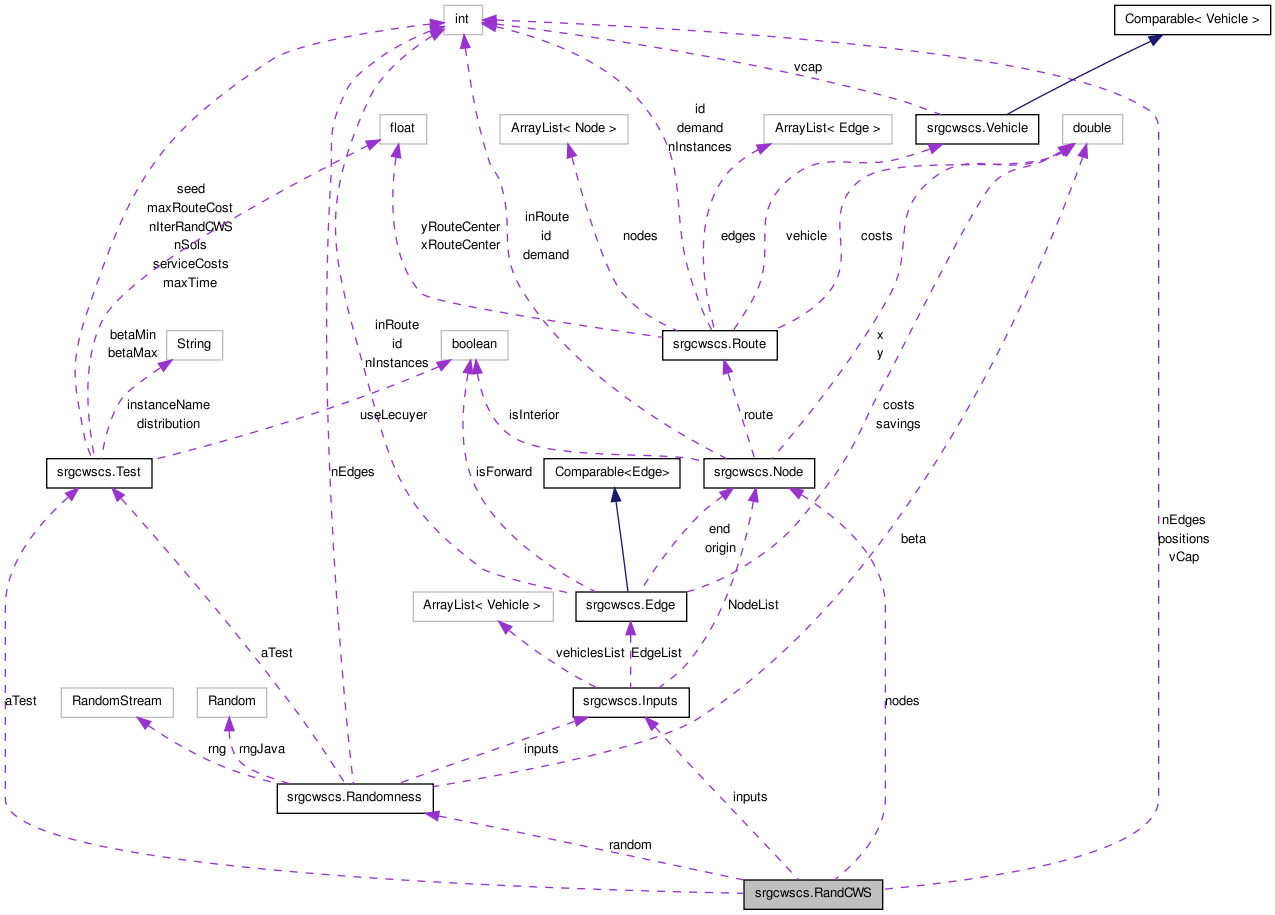 int
Comparable< Vehicle >
vcap
float
ArrayList< Node >
id
demand
nInstances
ArrayList< Edge >
srgcwscs.Vehicle
double
seed
maxRouteCost
nIterRandCWS
nSols
serviceCosts
maxTime
yRouteCenter
xRouteCenter
inRoute
id
demand
nodes
edges
vehicle
costs
betaMin
betaMax
String
inRoute
id
nInstances
boolean
srgcwscs.Route
x
y
instanceName
distribution
useLecuyer
isInterior
route
costs
savings
srgcwscs.Test
nEdges
isForward
Comparable<Edge>
srgcwscs.Node
end
origin
beta
nEdges
positions
vCap
ArrayList< Vehicle >
srgcwscs.Edge
NodeList
aTest
vehiclesList
EdgeList
aTest
RandomStream
Random
srgcwscs.Inputs
nodes
rng
rngJava
inputs
srgcwscs.Randomness
inputs
random
srgcwscs.RandCWS